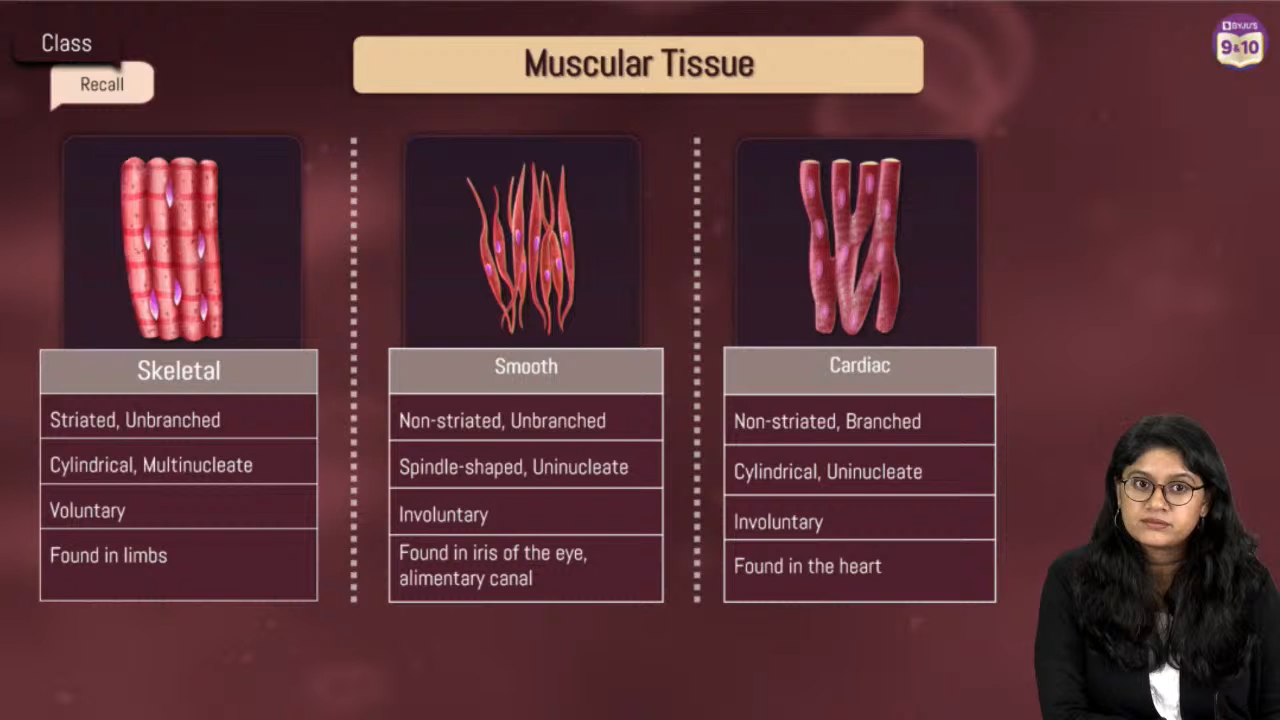 Class
Recall
Muscular Tissue
BYJU'S
9&10
Skeletal
Striated, Unbranched
Cylindrical, Multinucleate
Voluntary
Found in limbs
Smooth
Non-striated, Unbranched
Spindle-shaped, Uninucleate
Involuntary
Found in iris of the eye,
alimentary canal
Cardiac
Non-striated, Branched
Cylindrical, Uninucleate
Involuntary
Found in the heart